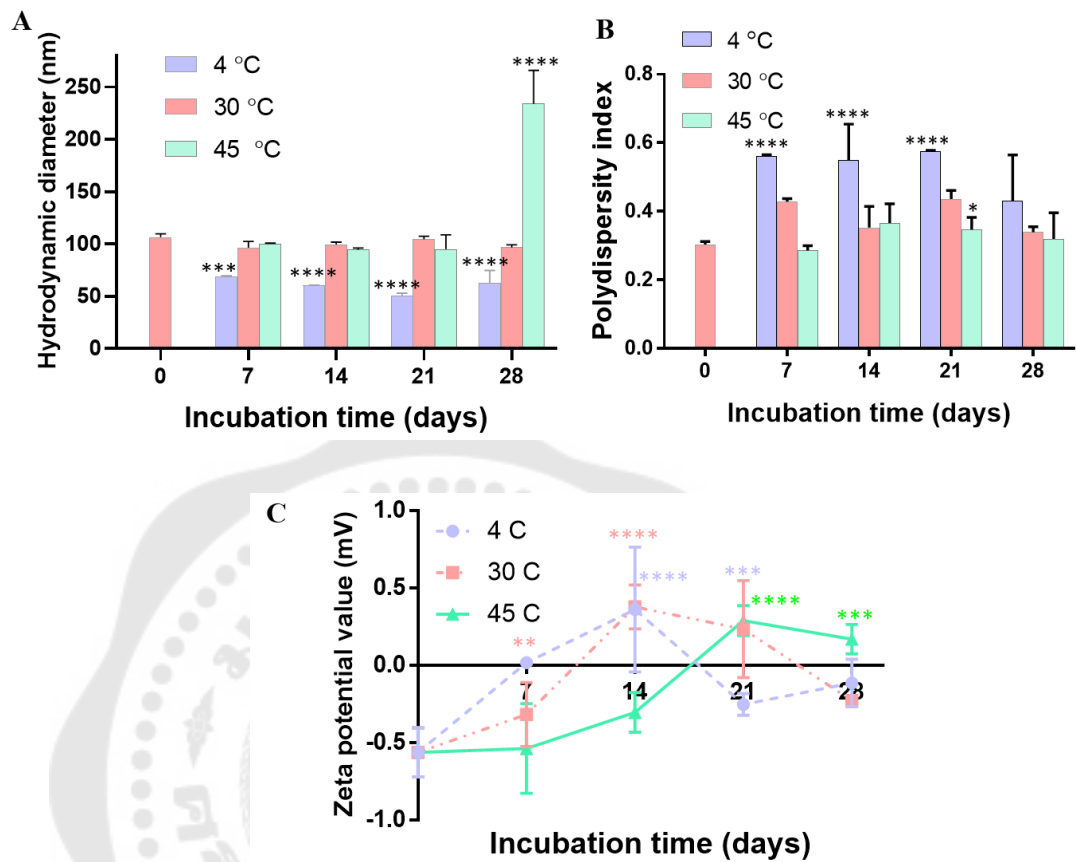 A
Hydrodynamic diameter (nm)
250
200
150
100
50
0
4 °C
30 °C
45 °C
***
****
****
****
****
0 7 14 21 28
Incubation time (days)
B
Polydispersity index
0.8
0.6
0.4
0.2
0.0
4 °C
30 °C
45 °C
****
****
****
*
0 7 14 21 28
Incubation time (days)
C
Zeta potential value (mV)
1.0
0.5
0.0
-0.5
-1.0
4 C
30 C
45 C
**
****
****
***
****
***
7 14 21 28
Incubation time (days)